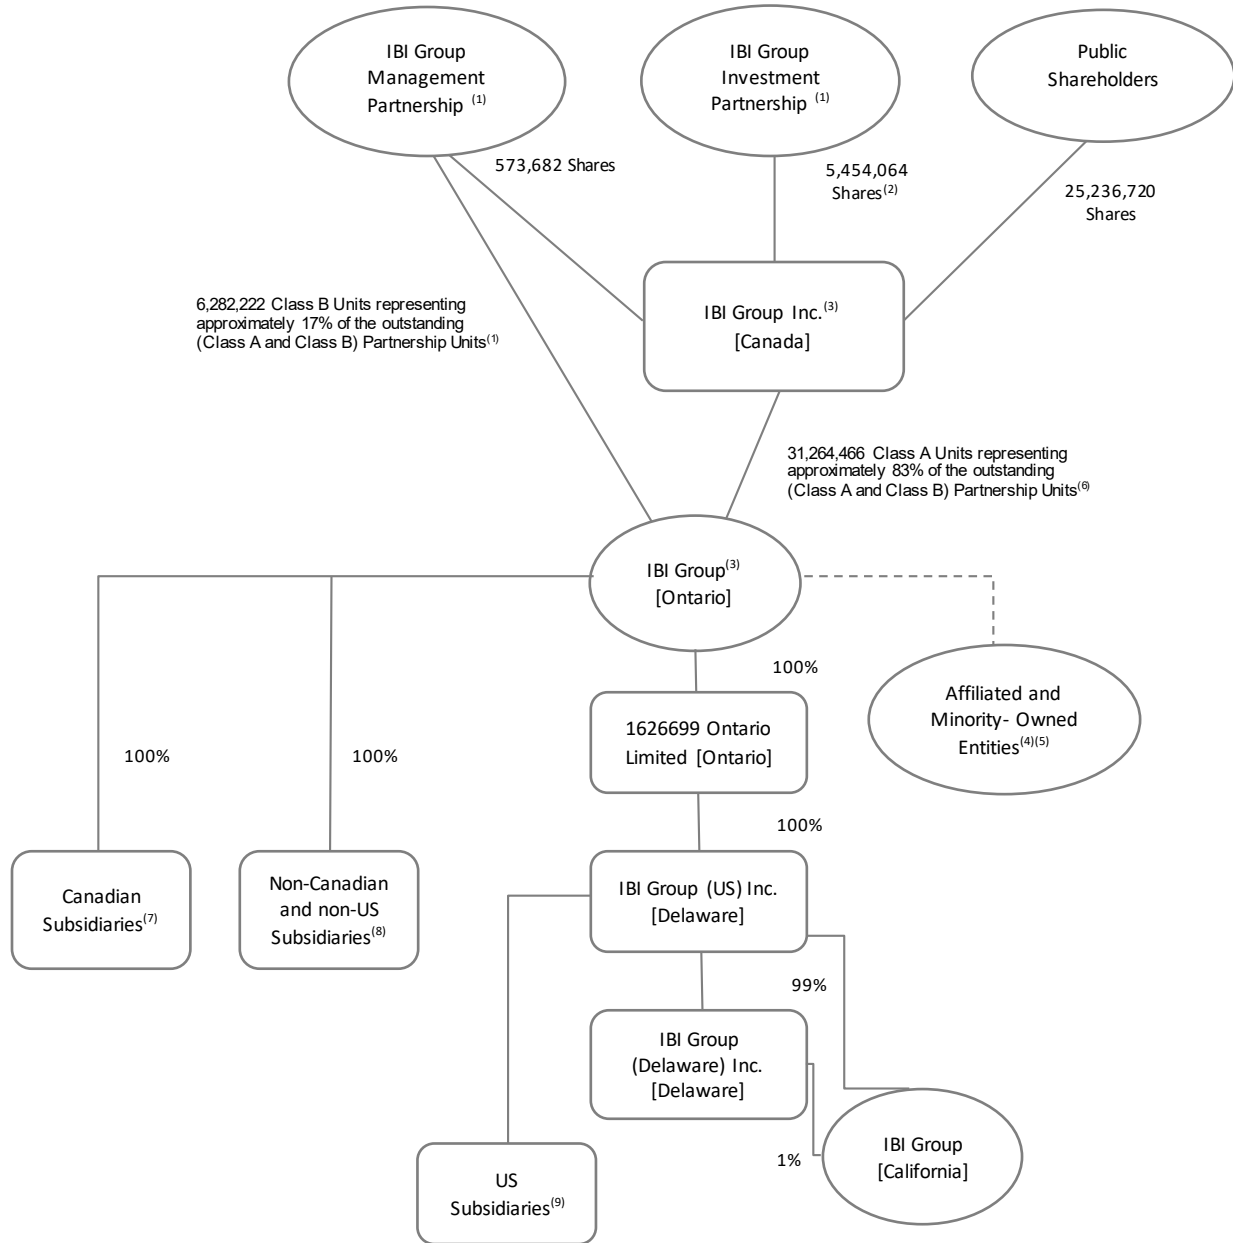 IBI Group
Management
Partnership (1)
IBI Group
Investment
Partnership (1)
Public
Shareholders
573,682 Shares
5,454,064
Shares(2)
25,236,720
Shares
6,282,222 Class B Units representing
approximately 17% of the outstanding
(Class A and Class B) Partnership Units(1)
IBI Group Inc.(3)
[Canada]
31,264,466 Class A Units representing
approximately 83% of the outstanding
(Class A and Class B) Partnership Units(6)
IBI Group(3)
[Ontario]
100%
1626699 Ontario
Limited [Ontario]
Affiliated and
Minority- Owned
Entities(4)(5)
100%
100%
100%
Canadian
Subsidiaries(7)
Non-Canadian
and non-US
Subsidiaries(8)
IBI Group (US) Inc.
[Delaware]
99%
IBI Group
(Delaware) Inc.
[Delaware]
1%
IBI Group
[California]
US
Subsidiaries(9)